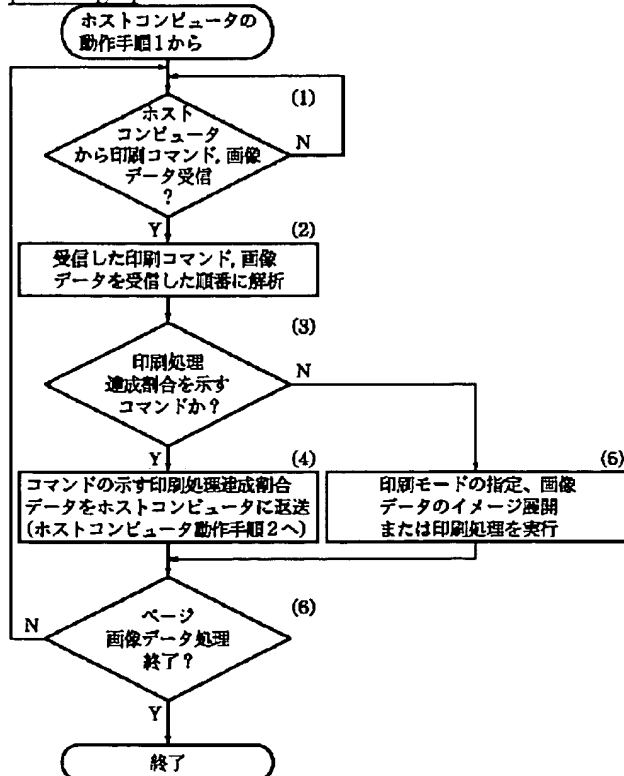 ホストコンピュータの
動作手順1から
(1)
ホスト
コンピュータ
から印刷コマンド,画像
データ受信
?
N
Y
(2)
受信した印刷コマンド,画像
データを受信した順番に解析
(3)
印刷処理
達成割合を示す
コマンドか?
N
Y
(4)
コマンドの示す印刷処理達成割合
データをホストコンピュータに返送
(ホストコンピュータ動作手順2へ)
(5)
印刷モードの指定、画像
データのイメージ展開
または印刷処理を実行
(6)
ページ
画像データ処理
終了?
N
Y
終了